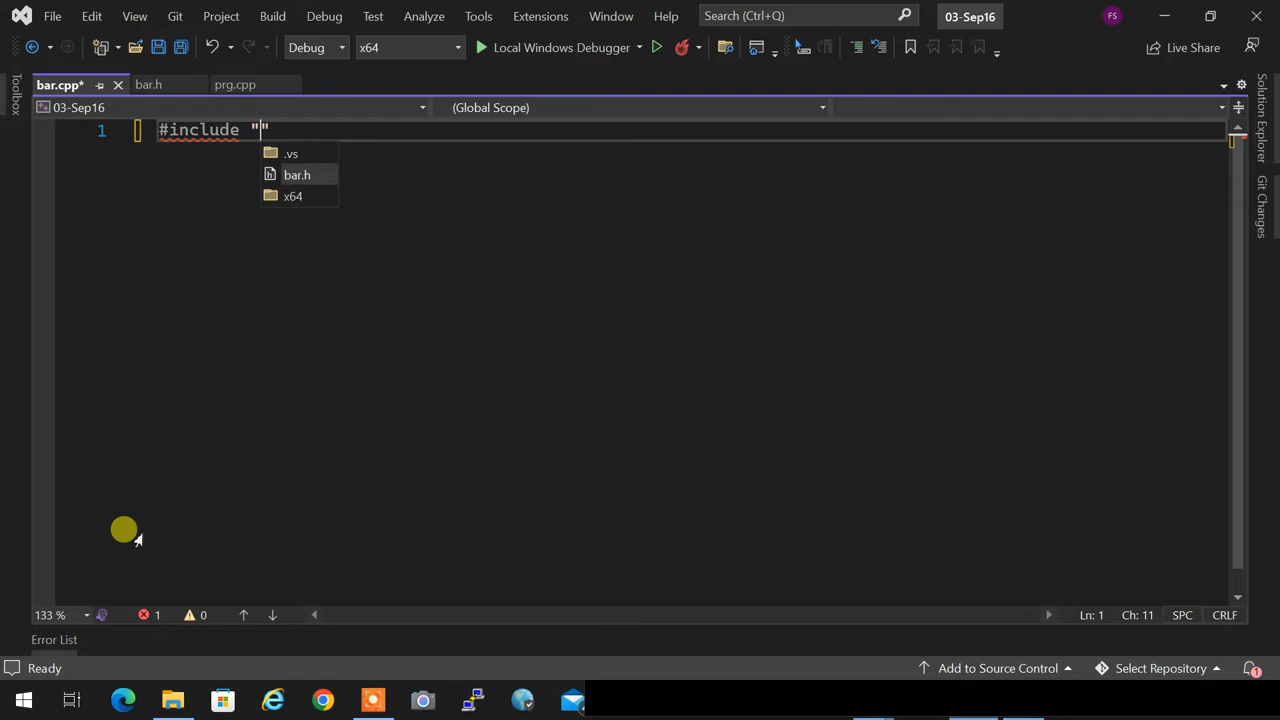 File Edit View Git Project Build Debug Test Analyze Tools Extensions Window Help Search (Ctrl+Q) 03-Sep16 FS
Debug x64 Local Windows Debugger Live Share
bar.cpp* bar.h prg.cpp
03-Sep16 (Global Scope)
1 #include ""
.vs
bar.h
x64
Toolbox
Solution Explorer
Git Changes
133 % 1 0 Ln: 1 Ch: 11 SPC CRLF
Error List
Ready Add to Source Control Select Repository 1